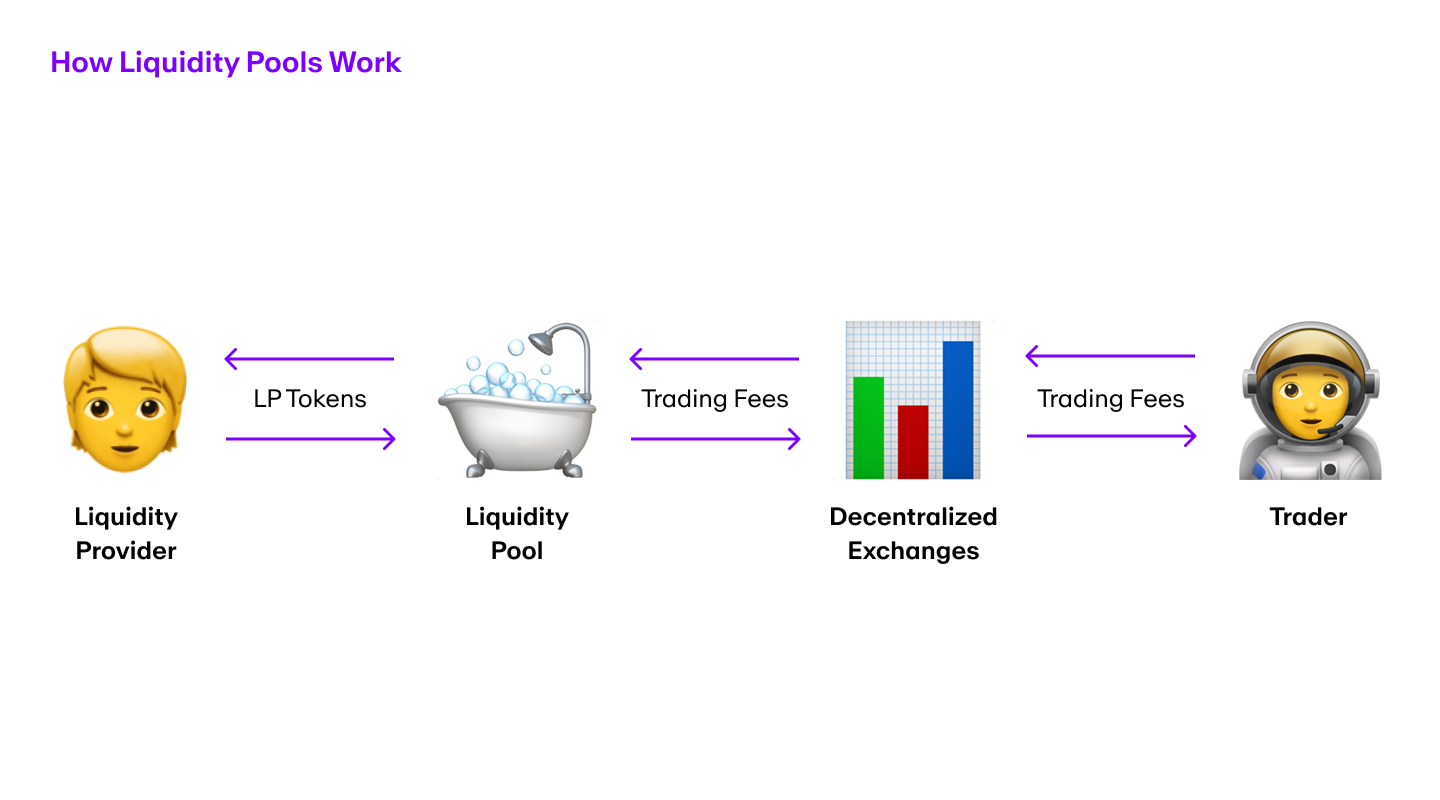 How Liquidity Pools Work
LP Tokens
Trading Fees
Trading Fees
Liquidity
Provider
Liquidity
Pool
Decentralized
Exchanges
Trader